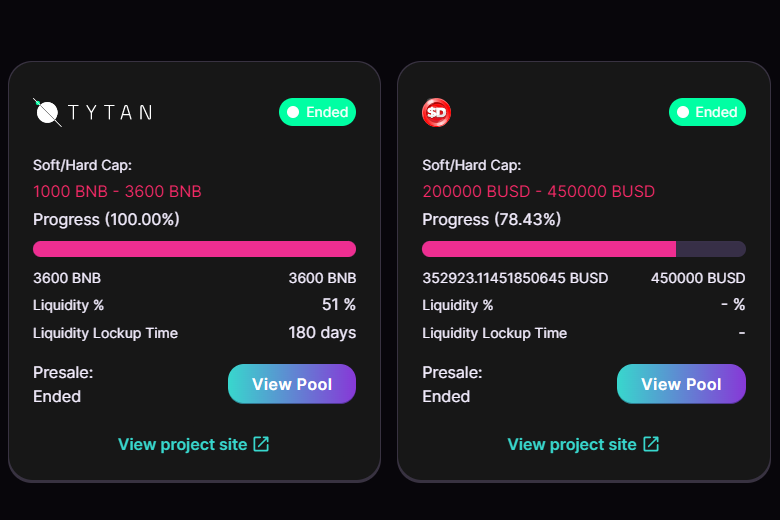 TYTAN
Ended
Soft/Hard Cap:
1000 BNB - 3600 BNB
Progress (100.00%)
3600 BNB 3600 BNB
Liquidity % 51 %
Liquidity Lockup Time 180 days
Presale:
Ended
View Pool
View project site
$D
Ended
Soft/Hard Cap:
200000 BUSD - 450000 BUSD
Progress (78.43%)
352923.11451850645 BUSD 450000 BUSD
Liquidity % - %
Liquidity Lockup Time -
Presale:
Ended
View Pool
View project site